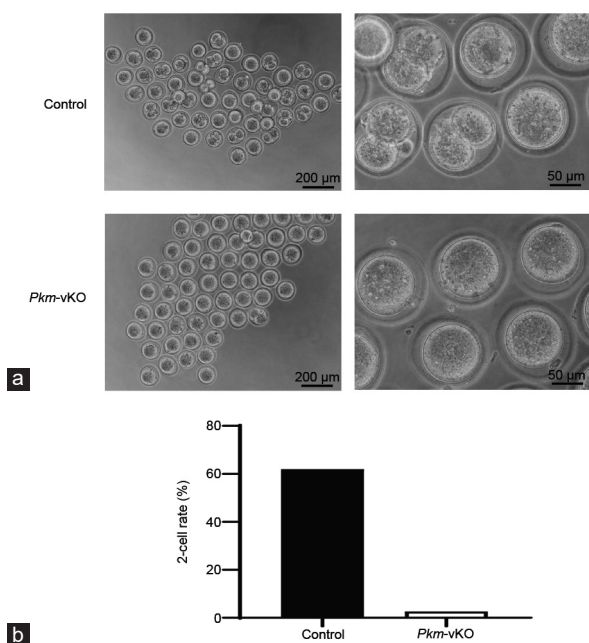 Control
200 µm
50 µm
Pkm-vKO
200 µm
50 µm
a
80
60
40
20
0
2-cell rate (%)
Control
Pkm-vKO
b